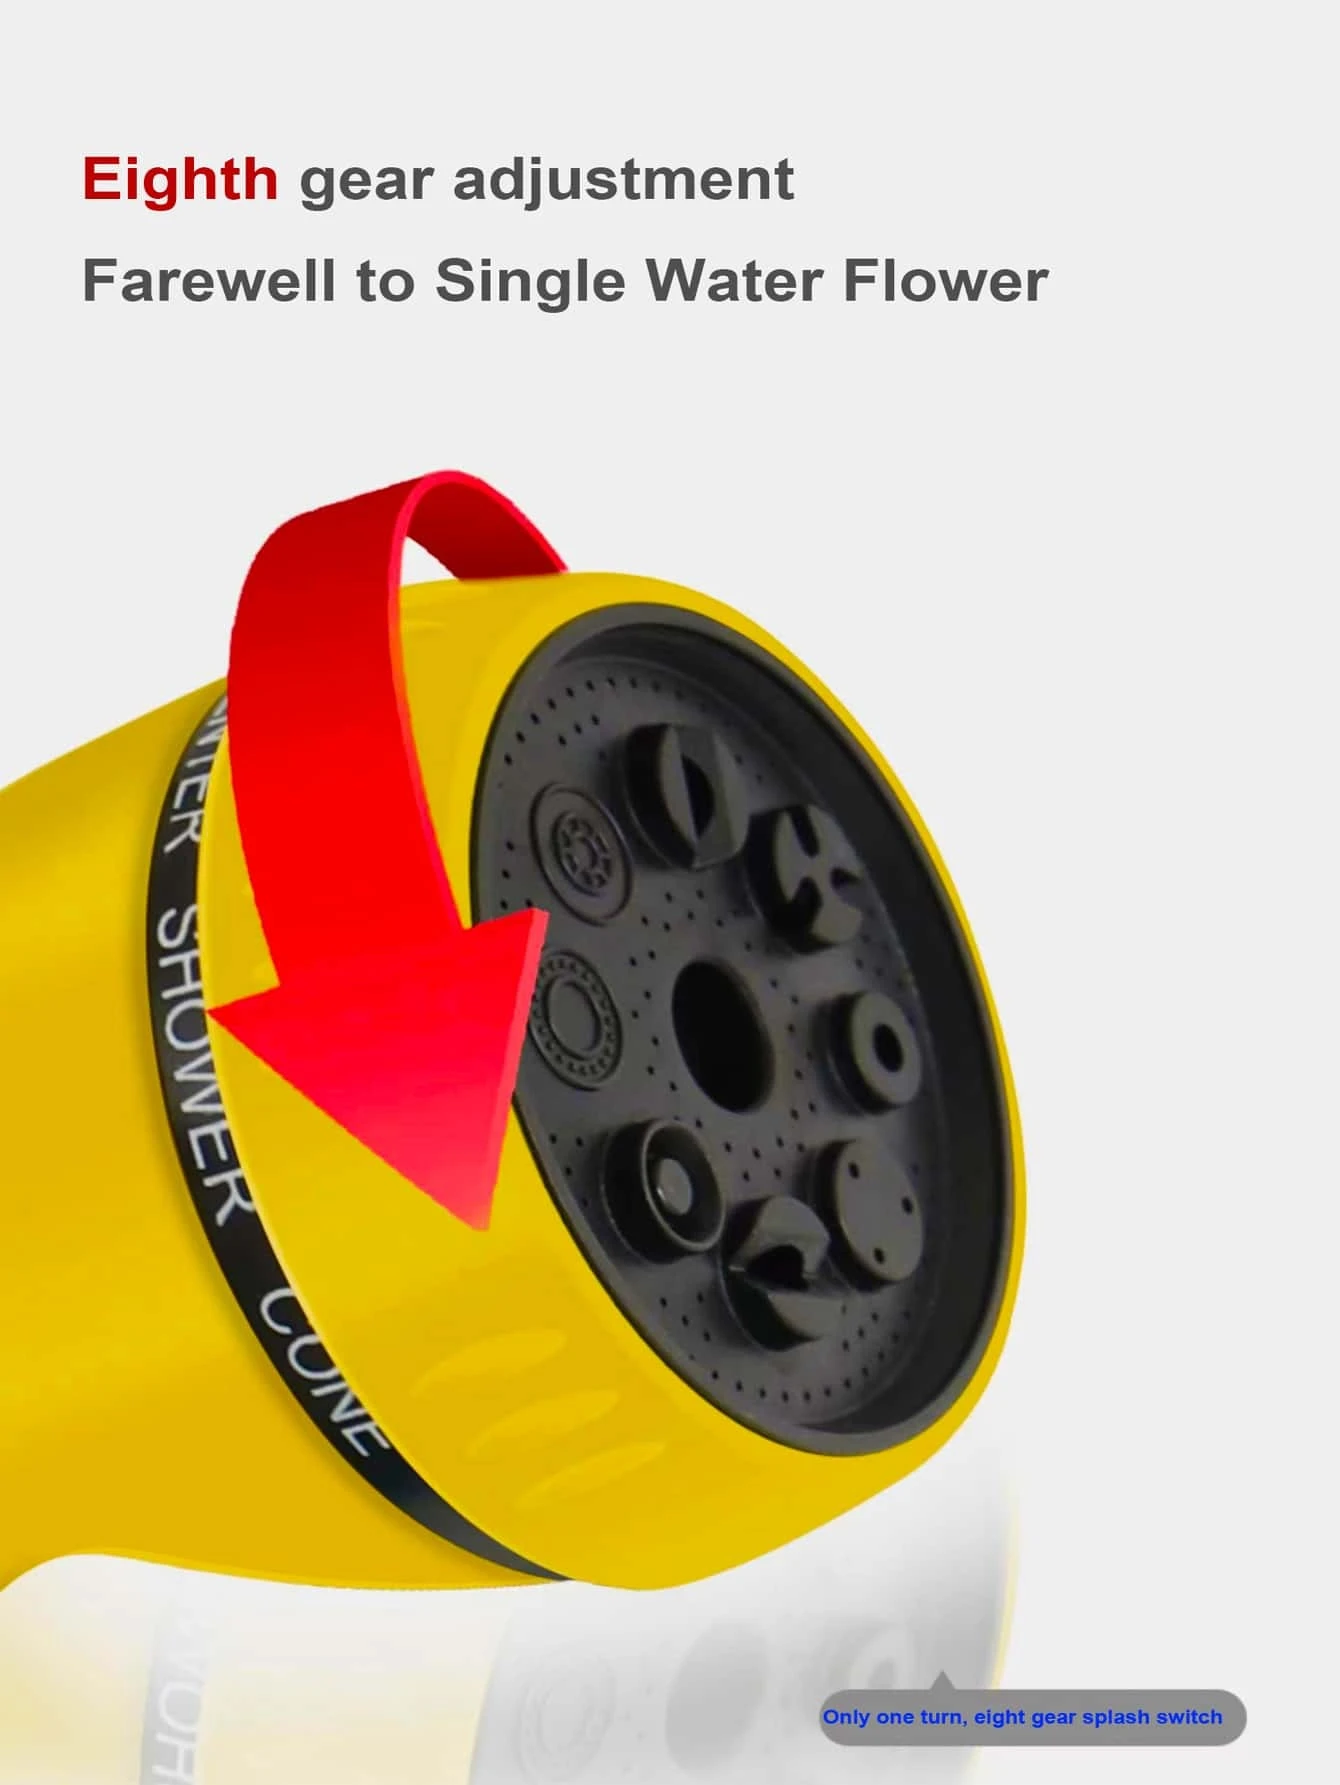 Eighth gear adjustment
Farewell to Single Water Flower
SHOWER
CONE
Only one turn, eight gear splash switch